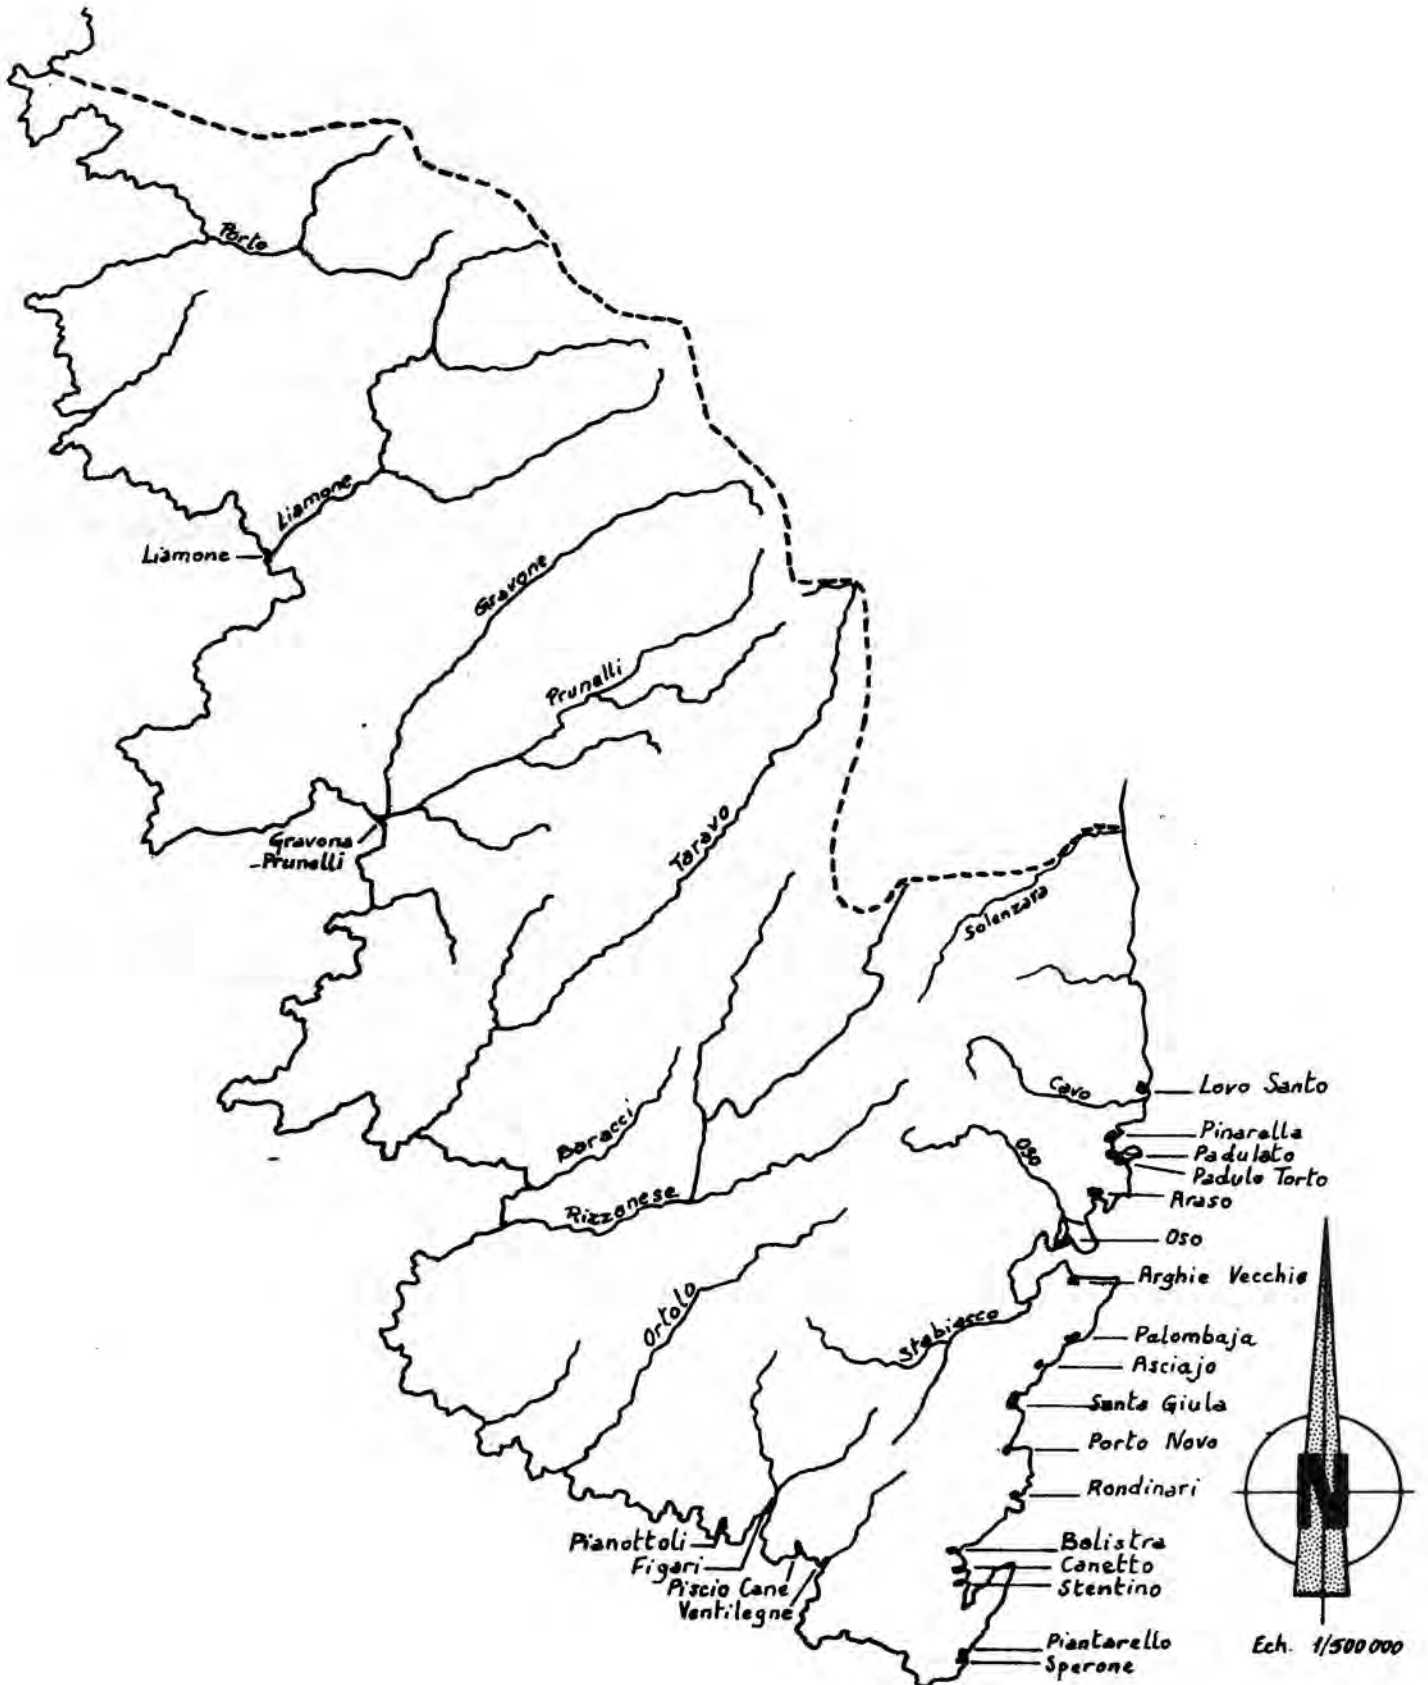 Porto
Liamone
Liamone
Gravone
Prunelli
Gravona
-Prunelli
Taravo
Solenzara
Cavo
Lovo Santo
Oso
Pinarella
Padulato
Padulo Torto
Araso
Baracci
Rizzanese
Oso
Arghie Vecchie
Ortolo
Stabiacco
Palombaja
Asciajo
Santa Giula
Porto Novo
Rondinari
N
Pianottoli
Figari
Piscio Cane
Ventilegne
Balistra
Canetto
Stentino
Piantarello
Sperone
Ech. 1/500 000